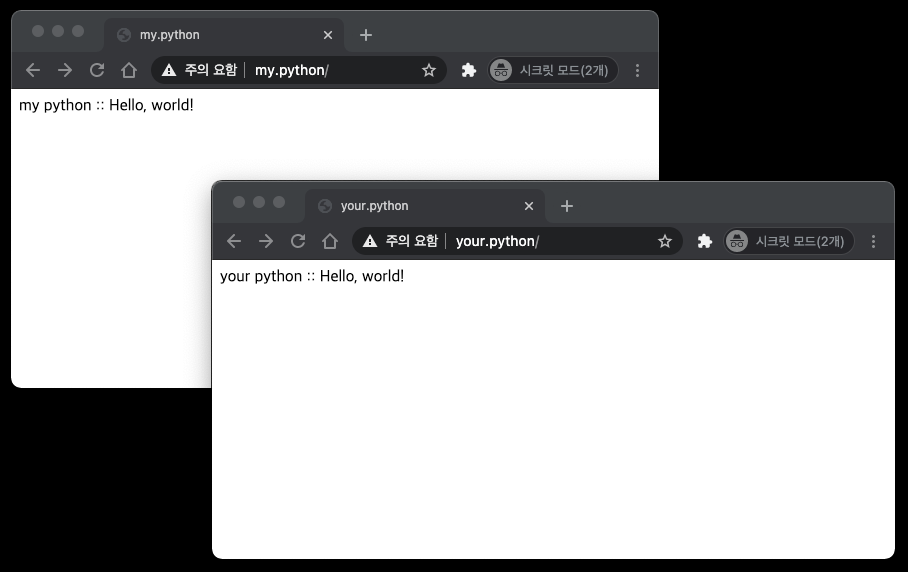 my.python
주의 요함 my.python/ 시크릿 모드(2개)
my python :: Hello, world!
your.python
주의 요함 your.python/ 시크릿 모드(2개)
your python :: Hello, world!